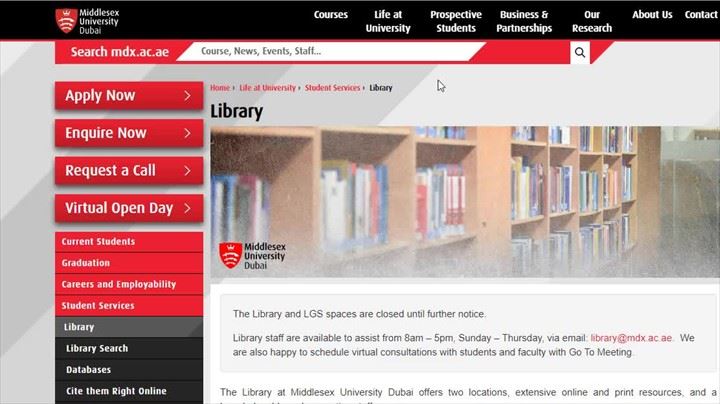 Middlesex
University
Dubai
Courses
Life at
University
Prospective
Students
Business &
Partnerships
Our
Research
About Us
Contact
Search mdx.ac.ae
Course, News, Events, Staff...
Apply Now
Enquire Now
Request a Call
Virtual Open Day
Current Students
Graduation
Careers and Employability
Student Services
Library
Library Search
Databases
Cite them Right Online
Home › Life at University › Student Services › Library
Library
Middlesex
University
Dubai
The Library and LGS spaces are closed until further notice.
Library staff are available to assist from 8am – 5pm, Sunday – Thursday, via email: library@mdx.ac.ae. We
are also happy to schedule virtual consultations with students and faculty with Go To Meeting.
The Library at Middlesex University Dubai offers two locations, extensive online and print resources, and a